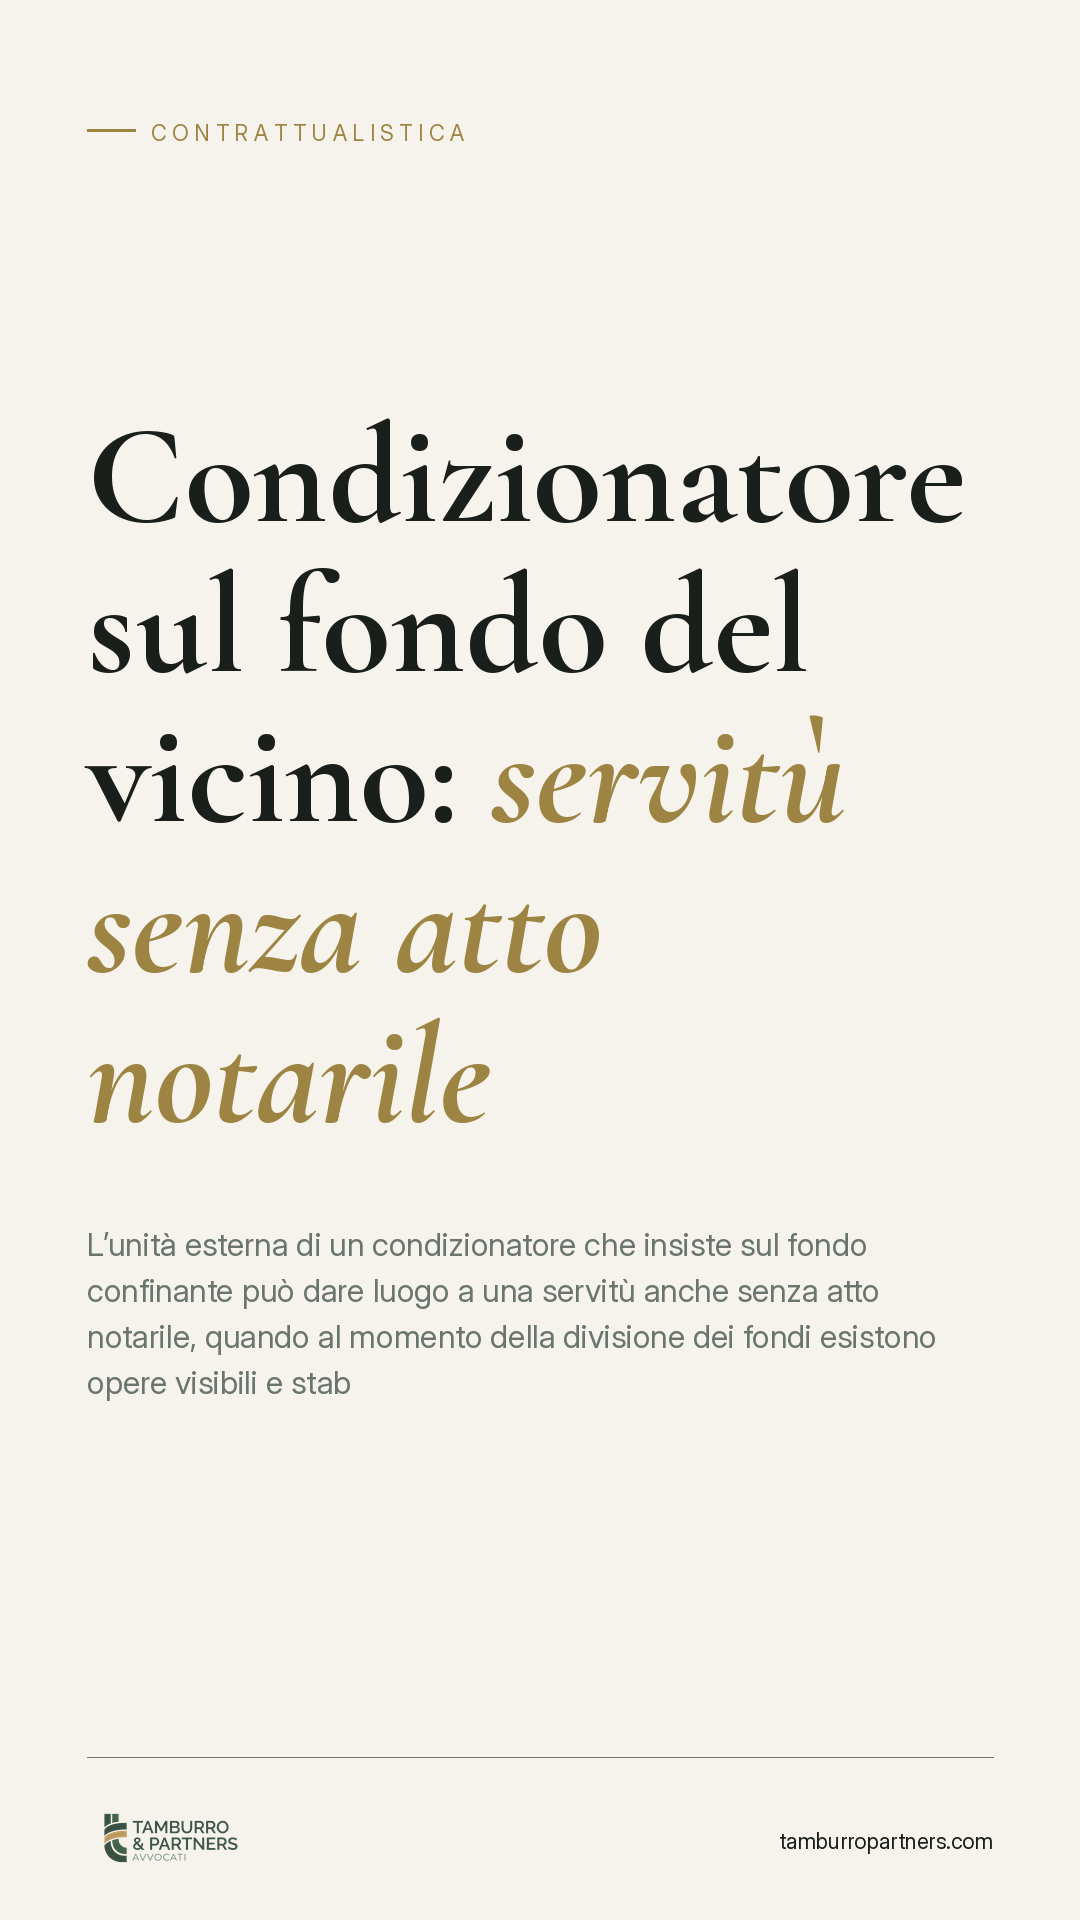 CONTRATTUALISTICA
Condizionatore
sul fondo del
vicino: servitù
senza atto
notarile
L’unità esterna di un condizionatore che insiste sul fondo
confinante può dare luogo a una servitù anche senza atto
notarile, quando al momento della divisione dei fondi esistono
opere visibili e stab
TAMBURRO
& PARTNERS
AVVOCATI
tamburropartners.com